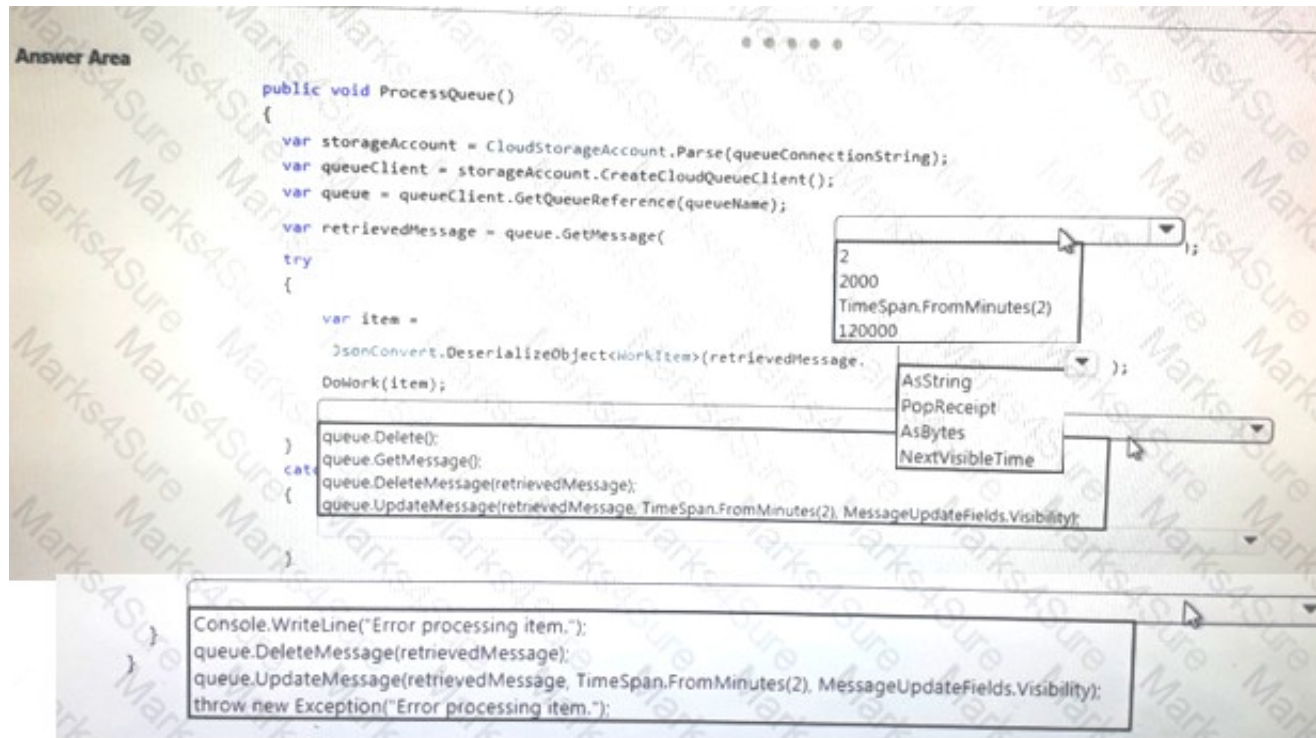 Answer Area
public void ProcessQueue()
{
var storageAccount = CloudStorageAccount.Parse(queueConnectionString);
var queueClient = storageAccount.CreateCloudQueueClient();
var queue = queueClient.GetQueueReference(queueName);
var retrievedMessage = queue.GetMessage(
);
2
2000
TimeSpan.FromMinutes(2)
120000
try
{
var item =
JsonConvert.DeserializeObject<WorkItem>(retrievedMessage.
);
AsString
PopReceipt
AsBytes
NextVisibleTime
DoWork(item);
queue.Delete();
queue.GetMessage();
queue.DeleteMessage(retrievedMessage);
queue.UpdateMessage(retrievedMessage, TimeSpan.FromMinutes(2), MessageUpdateFields.Visibility);
}
{
}
Console.WriteLine("Error processing item.");
queue.DeleteMessage(retrievedMessage);
queue.UpdateMessage(retrievedMessage, TimeSpan.FromMinutes(2), MessageUpdateFields.Visibility);
throw new Exception("Error processing item.");
}
}
Marks4Sure